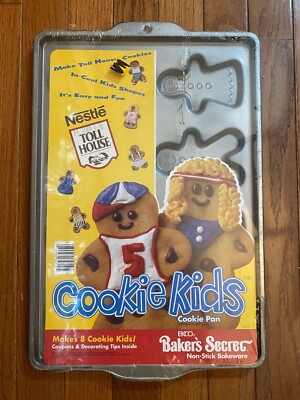 Make Toll House Cookies
In Cool Kids Shapes
It's Easy and Fun
Nestlé
TOLL
HOUSE
5
Cookie Kids
Cookie Pan
Makes 8 Cookie Kids!
Coupons & Decorating Tips Inside
EKCO
Baker's Secret
Non-Stick Bakeware